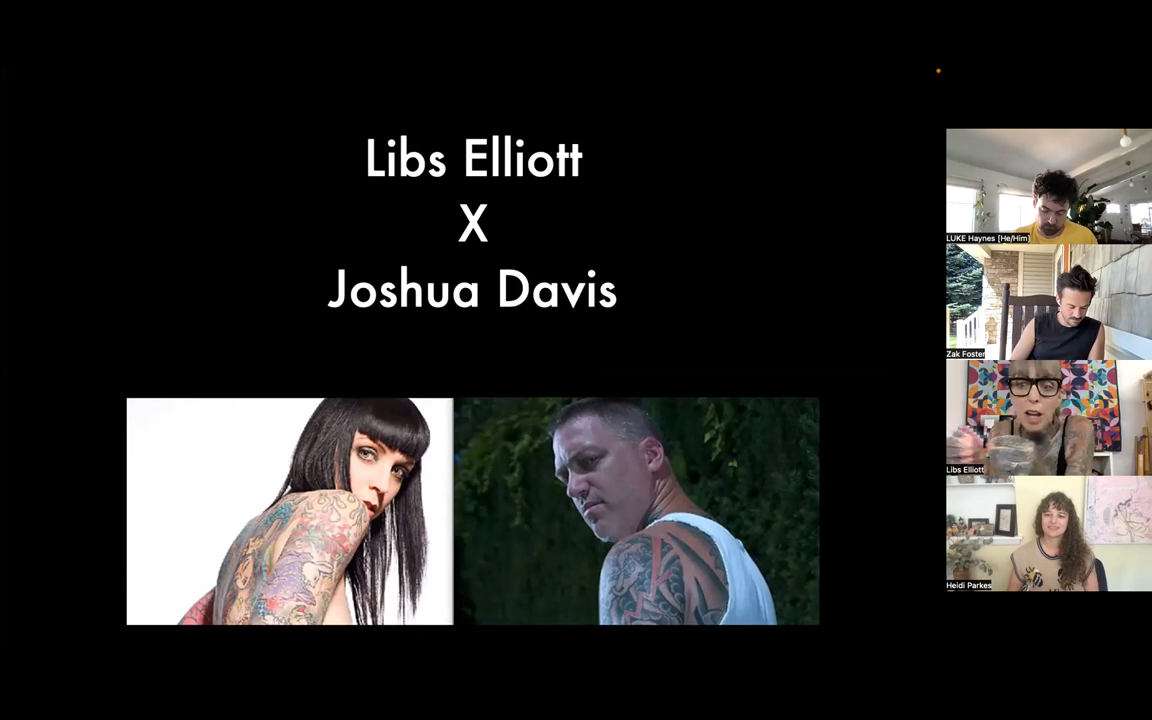 Libs Elliott
X
Joshua Davis
LUKE Haynes [He/Him]
Zak Foster
Libs Elliott
Heidi Parkes